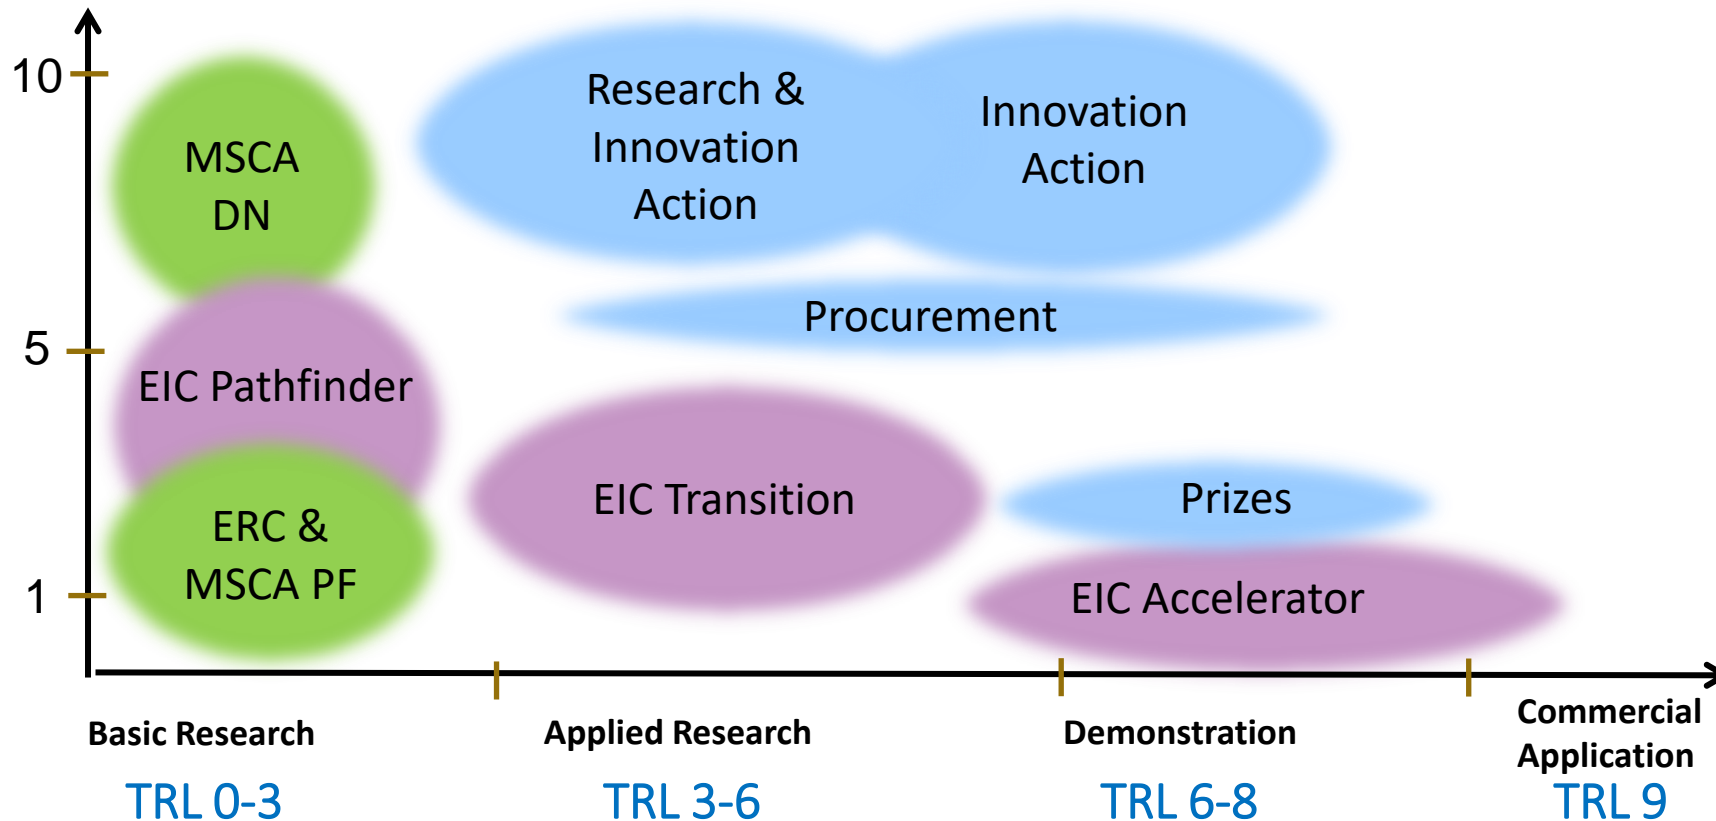 10
5
1
MSCA
DN
Research &
Innovation
Action
Innovation
Action
Procurement
EIC Pathfinder
ERC &
MSCA PF
EIC Transition
Prizes
EIC Accelerator
Basic Research
TRL 0-3
Applied Research
TRL 3-6
Demonstration
TRL 6-8
Commercial
Application
TRL 9